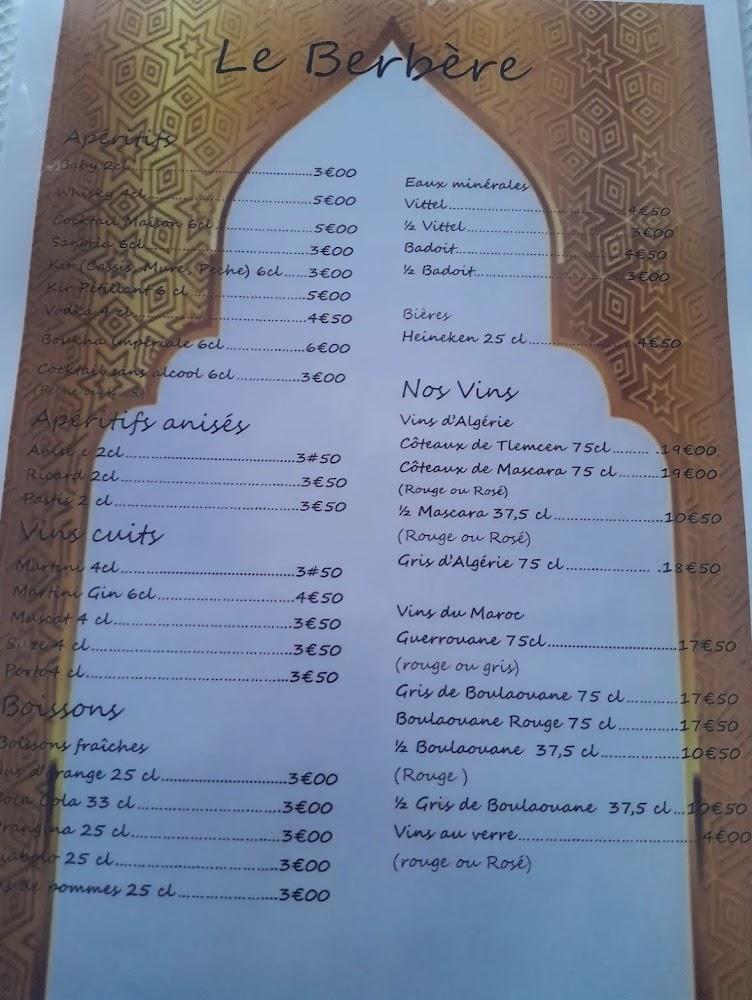 Le Berbère
Apéritifs
Baby 2cl..........3€00
Whisky 4cl..........5€00
Cocktail Maison 6cl..........5€00
Sangria 6cl..........3€00
Kir (Cassis, Mure, Peche) 6cl......3€00
Kir Pétillant 6 cl..........5€00
Vodka 4 cl..........4€50
Boukha impériale 6cl..........6€00
Cocktail sans alcool 6cl..........3€00
Apéritifs anisés
2cl..........3#50
Ricard 2cl..........3€50
Pastis 2 cl..........3€50
Vins cuits
Martini 4cl..........3#50
Martini Gin 6cl..........4€50
Muscat 4 cl..........3€50
Suze 4 cl..........3€50
Porto4 cl..........3€50
Boissons
Boissons fraîches
Jus d'orange 25 cl..........3€00
Coca Cola 33 cl..........3€00
Orangina 25 cl..........3€00
Diabolo 25 cl..........3€00
Jus de pommes 25 cl..........3€00
Eaux minérales
Vittel..........4€50
½ Vittel..........3€00
Badoit..........4€50
½ Badoit..........3€00
Bières
Heineken 25 cl..........4€50
Nos Vins
Vins d'Algérie
Côteaux de Tlemcen 75cl......... .19€00
Côteaux de Mascara 75 cl..........19€00
(Rouge ou Rosé)
½ Mascara 37,5 cl..........10€50
(Rouge ou Rosé)
Gris d'Algérie 75 cl.......... .18€50
Vins du Maroc
Guerrouane 75cl..........17€50
(rouge ou gris)
Gris de Boulaouane 75 cl..........17€50
Boulaouane Rouge 75 cl..........17€50
½ Boulaouane 37,5 cl..........10€50
(Rouge )
½ Gris de Boulaouane 37,5 cl...10€50
Vins au verre..........4€00
(rouge ou Rosé)